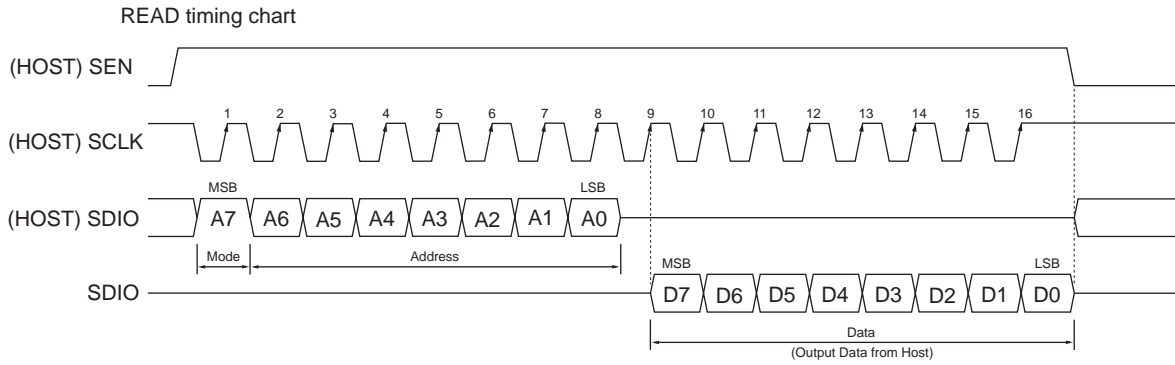 READ timing chart
(HOST) SEN
1 2 3 4 5 6 7 8 9 10 11 12 13 14 15 16
(HOST) SCLK
MSB LSB
(HOST) SDIO A7 A6 A5 A4 A3 A2 A1 A0
Mode Address
MSB LSB
SDIO D7 D6 D5 D4 D3 D2 D1 D0
Data
(Output Data from Host)